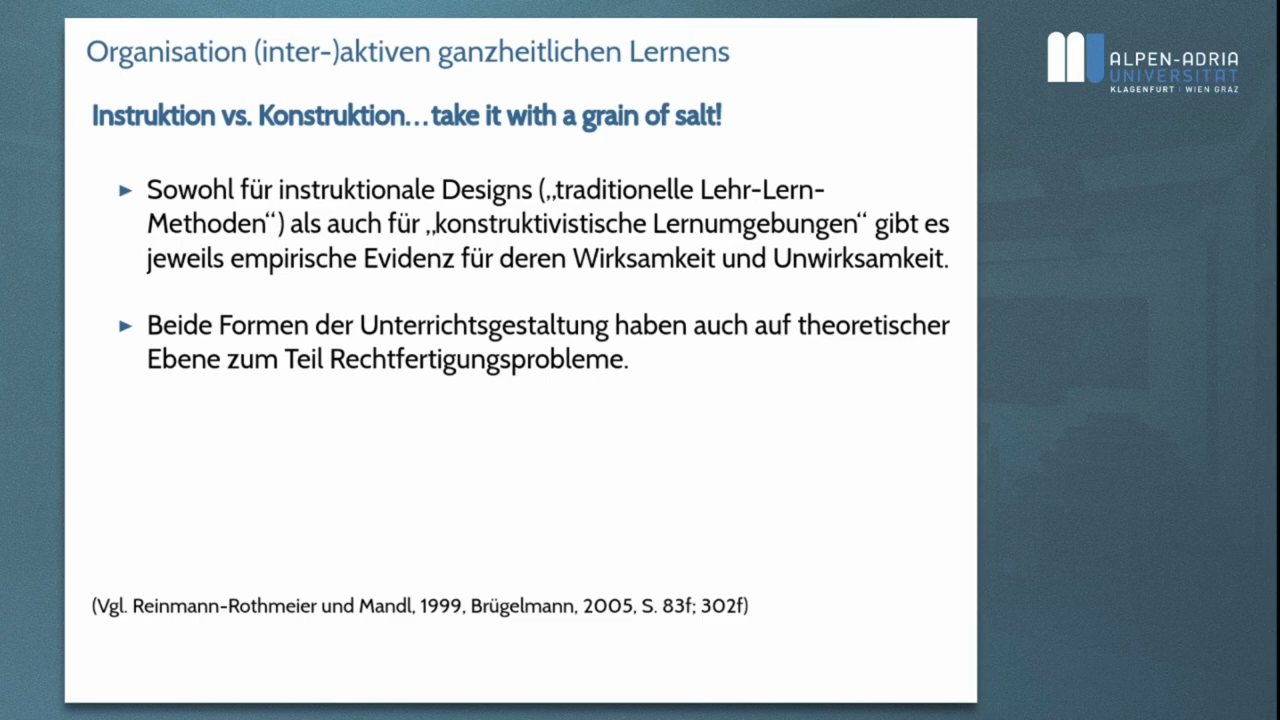 Organisation (inter-)aktiven ganzheitlichen Lernens
Instruktion vs. Konstruktion…take it with a grain of salt!
► Sowohl für instruktionale Designs („traditionelle Lehr-Lern-
Methoden“) als auch für „konstruktivistische Lernumgebungen“ gibt es
jeweils empirische Evidenz für deren Wirksamkeit und Unwirksamkeit.
► Beide Formen der Unterrichtsgestaltung haben auch auf theoretischer
Ebene zum Teil Rechtfertigungsprobleme.
(Vgl. Reinmann-Rothmeier und Mandl, 1999, Brügelmann, 2005, S. 83f; 302f)
ALPEN-ADRIA
UNIVERSITÄT
KLAGENFURT | WIEN GRAZ